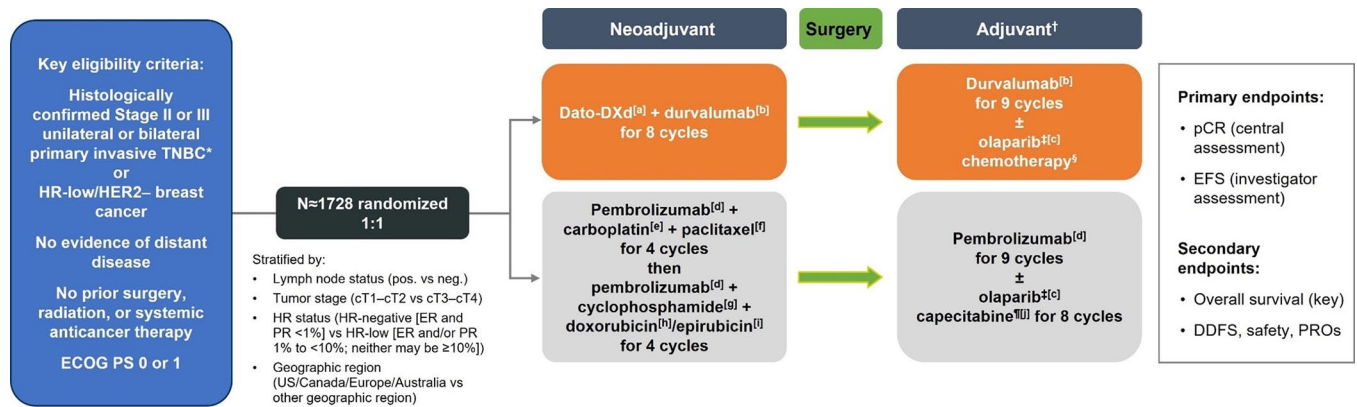 Key eligibility criteria:
Histologically
confirmed Stage II or III
unilateral or bilateral
primary invasive TNBC*
or
HR-low/HER2– breast
cancer
No evidence of distant
disease
No prior surgery,
radiation, or systemic
anticancer therapy
ECOG PS 0 or 1
N≈1728 randomized
1:1
Stratified by:
• Lymph node status (pos. vs neg.)
• Tumor stage (cT1–cT2 vs cT3–cT4)
• HR status (HR-negative [ER and
PR <1%] vs HR-low [ER and/or PR
1% to <10%; neither may be ≥10%])
• Geographic region
(US/Canada/Europe/Australia vs
other geographic region)
Neoadjuvant
Dato-DXd[a] + durvalumab[b]
for 8 cycles
Pembrolizumab[d] +
carboplatin[e] + paclitaxel[f]
for 4 cycles
then
pembrolizumab[d] +
cyclophosphamide[g] +
doxorubicin[h]/epirubicin[i]
for 4 cycles
Surgery
Adjuvant†
Durvalumab[b]
for 9 cycles
±
olaparib‡[c]
chemotherapy§
Pembrolizumab[d]
for 9 cycles
±
olaparib‡[c]
capecitabine¶[j] for 8 cycles
Primary endpoints:
• pCR (central
assessment)
• EFS (investigator
assessment)
Secondary
endpoints:
• Overall survival (key)
• DDFS, safety, PROs